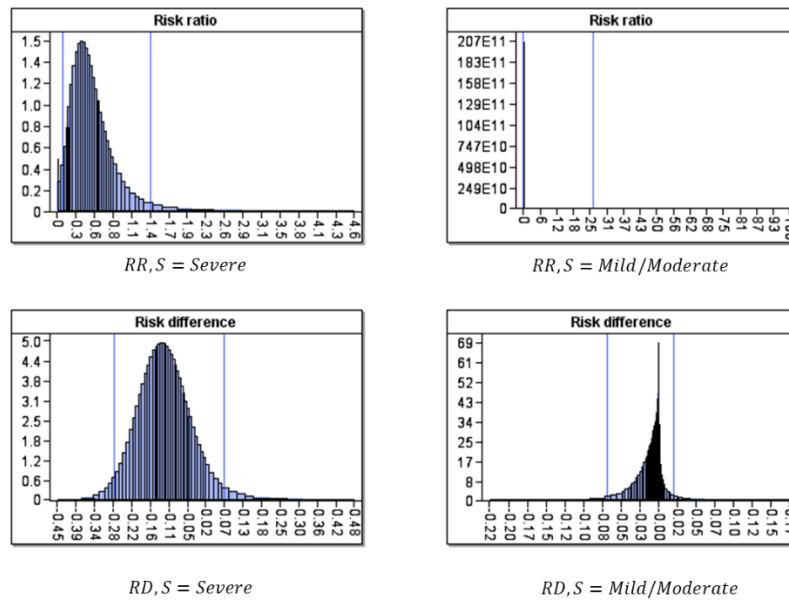 Risk ratio
1.5
1.4
1.2
1.0
0.8
0.6
0.4
0.2
0
0 0.3 0.6 0.8 1.1 1.4 1.7 1.9 2.3 2.6 2.9 3.1 3.5 3.8 4.1 4.3 4.6
RR, S = Severe
Risk ratio
207E11
183E11
158E11
129E11
104E11
747E10
498E10
249E10
0
0 6 12 18 25 31 37 43 50 56 62 68 75 81 87 93
RR, S = Mild/Moderate
Risk difference
5.0
4.4
3.8
3.1
2.5
1.8
1.2
0.6
0
-0.45 -0.39 -0.34 -0.28 -0.22 -0.16 -0.11 -0.05 0.02 0.07 0.13 0.18 0.25 0.30 0.36 0.42 0.48
RD, S = Severe
Risk difference
69
61
52
43
34
25
17
8
0
-0.22 -0.20 -0.17 -0.15 -0.12 -0.10 -0.08 -0.05 -0.03 0.00 0.02 0.05 0.07 0.10 0.12 0.15
RD, S = Mild/Moderate